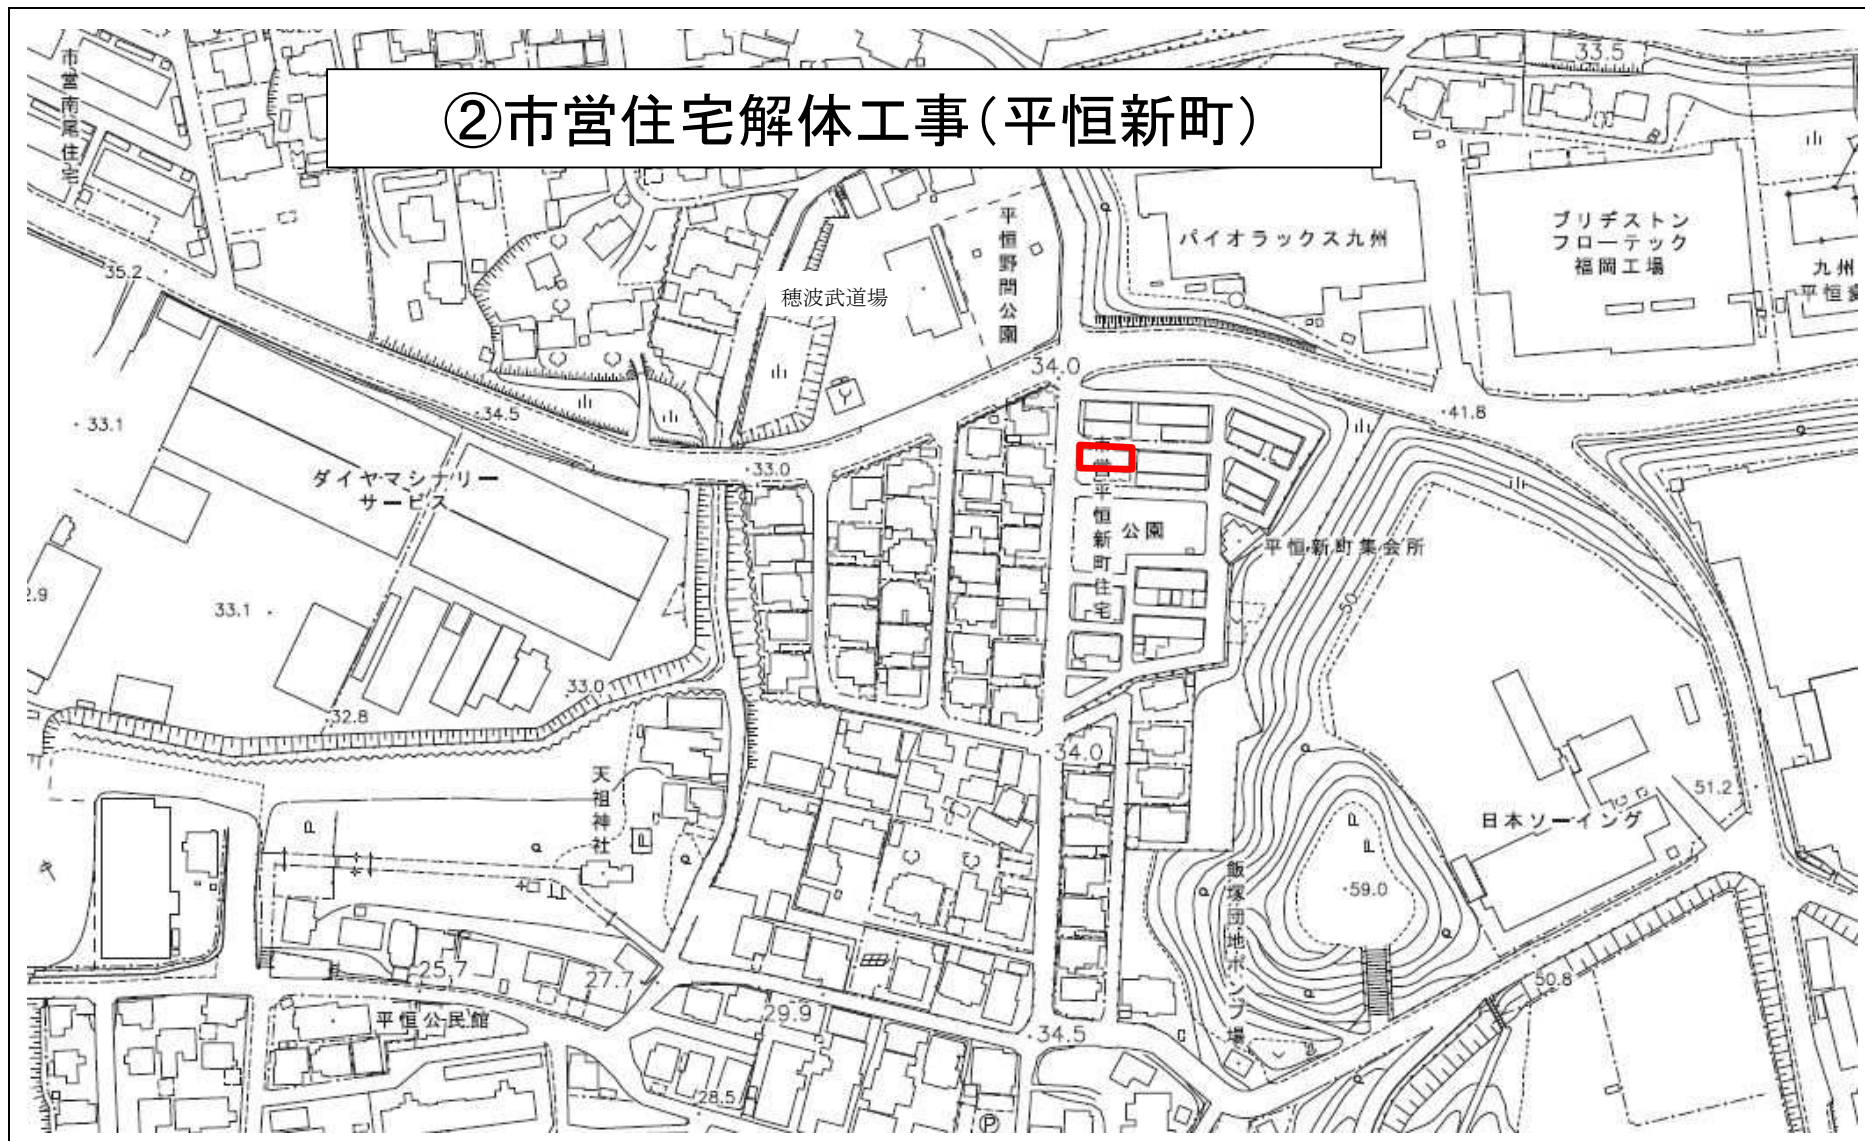 ②市営住宅解体工事（平恒新町）
市営南尾住宅
33.5
35.2
平恒野間公園
パイオラックス九州
ブリヂストン
フローテック
福岡工場
九州
平恒変
穂波武道場
34.0
33.1
34.5
41.8
33.0
ダイヤマシナリー
サービス
市営平恒新町住宅
公園
平恒新町集会所
2.9
33.1
50
33.0
32.8
34.0
天祖神社
51.2
日本ソーイング
飯塚団地ポンプ場
59.0
25.7
27.7
50.8
平恒公民館
29.9
34.5
28.5
P